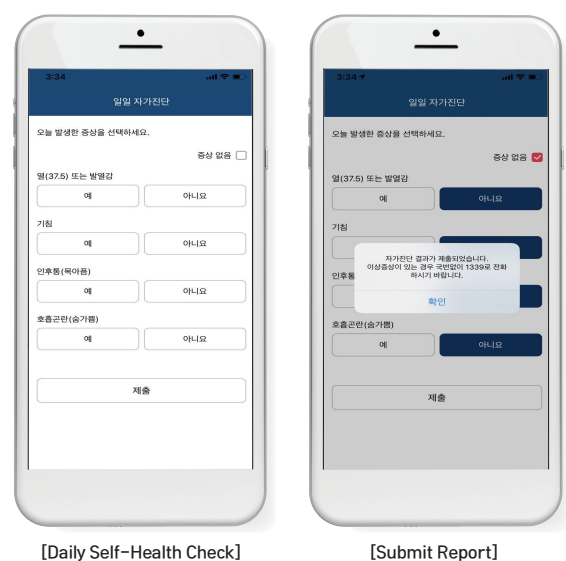 3:34
일일 자가진단
오늘 발생한 증상을 선택하세요.
증상 없음
열(37.5) 또는 발열감
예 아니요
기침
예 아니요
인후통(목아픔)
예 아니요
호흡곤란(숨가쁨)
예 아니요
제출
[Daily Self-Health Check]
3:34
일일 자가진단
오늘 발생한 증상을 선택하세요.
증상 없음
열(37.5) 또는 발열감
예 아니요
기침
자가진단 결과가 제출되었습니다.
이상증상이 있는 경우 국번없이 1339로 전화
하시기 바랍니다.
인후통
확인
호흡곤란(숨가쁨)
예 아니요
제출
[Submit Report]